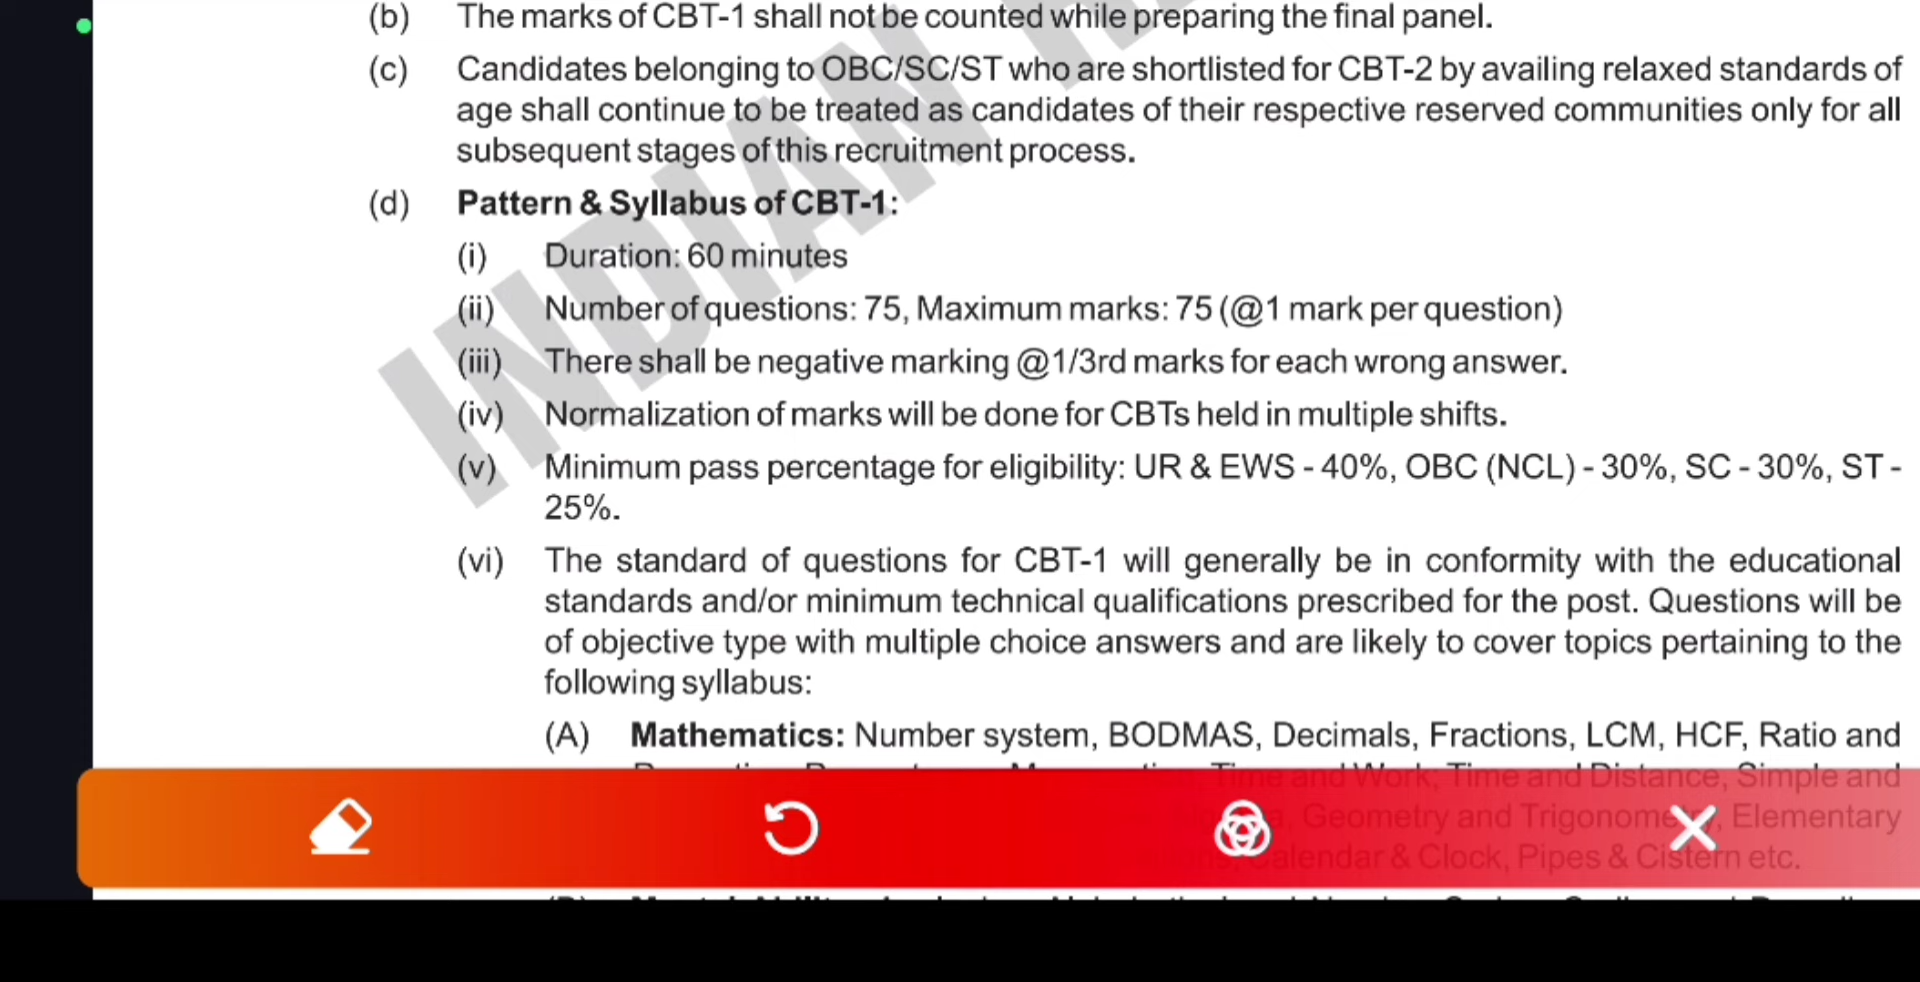 (b) The marks of CBT-1 shall not be counted while preparing the final panel.
(c) Candidates belonging to OBC/SC/ST who are shortlisted for CBT-2 by availing relaxed standards of
age shall continue to be treated as candidates of their respective reserved communities only for all
subsequent stages of this recruitment process.
(d) Pattern & Syllabus of CBT-1:
(i) Duration: 60 minutes
(ii) Number of questions: 75, Maximum marks: 75 (@1 mark per question)
(iii) There shall be negative marking @1/3rd marks for each wrong answer.
(iv) Normalization of marks will be done for CBTs held in multiple shifts.
(v) Minimum pass percentage for eligibility: UR & EWS - 40%, OBC (NCL) - 30%, SC - 30%, ST -
25%.
(vi) The standard of questions for CBT-1 will generally be in conformity with the educational
standards and/or minimum technical qualifications prescribed for the post. Questions will be
of objective type with multiple choice answers and are likely to cover topics pertaining to the
following syllabus:
(A) Mathematics: Number system, BODMAS, Decimals, Fractions, LCM, HCF, Ratio and
Time and Work; Time and Distance, Simple and
Geometry and Trigonome Elementary
alendar & Clock, Pipes & Cistern etc.
INDIAN